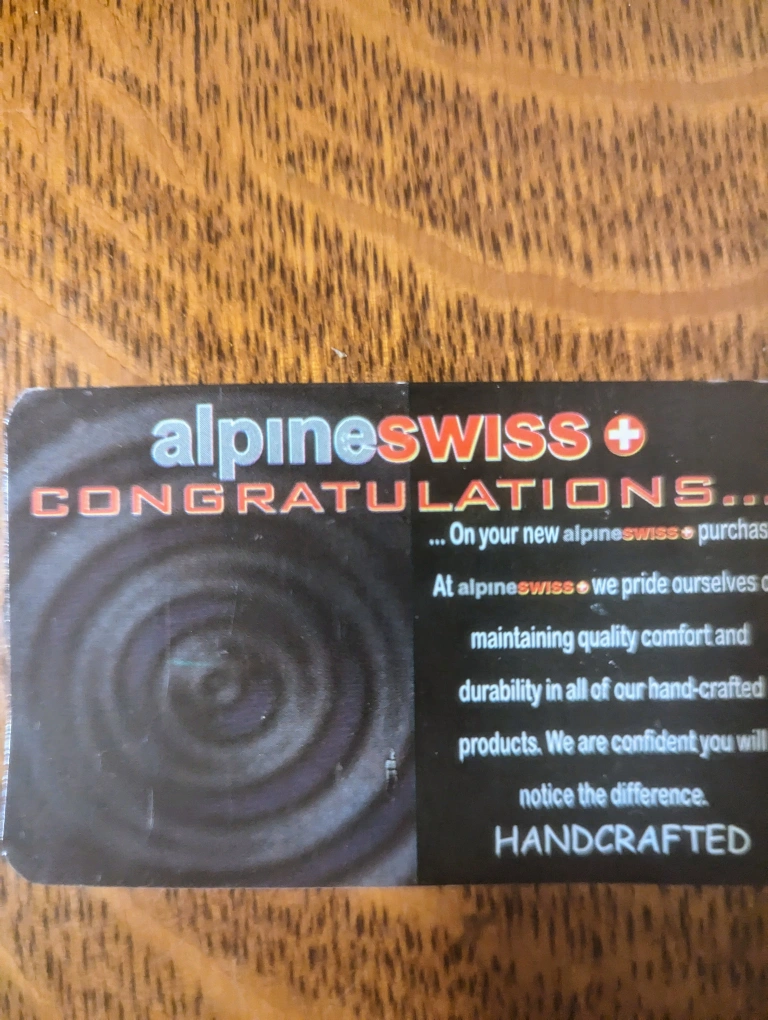 alpineswiss
CONGRATULATIONS...
... On your new alpineswiss purchas
At alpineswiss we pride ourselves
maintaining quality comfort and
durability in all of our hand-crafted
products. We are confident you will
notice the difference.
HANDCRAFTED